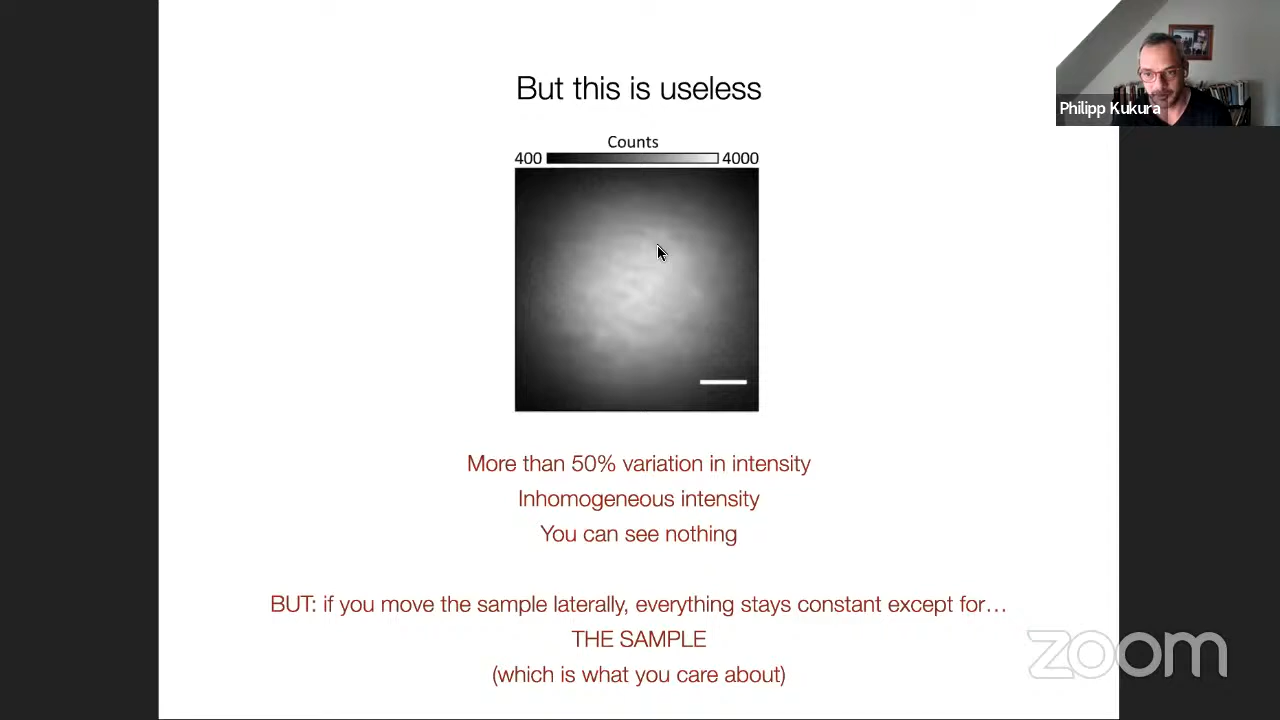 But this is useless
Philipp Kukura
Counts
400 4000
More than 50% variation in intensity
Inhomogeneous intensity
You can see nothing
BUT: if you move the sample laterally, everything stays constant except for…
THE SAMPLE
(which is what you care about)
zoom